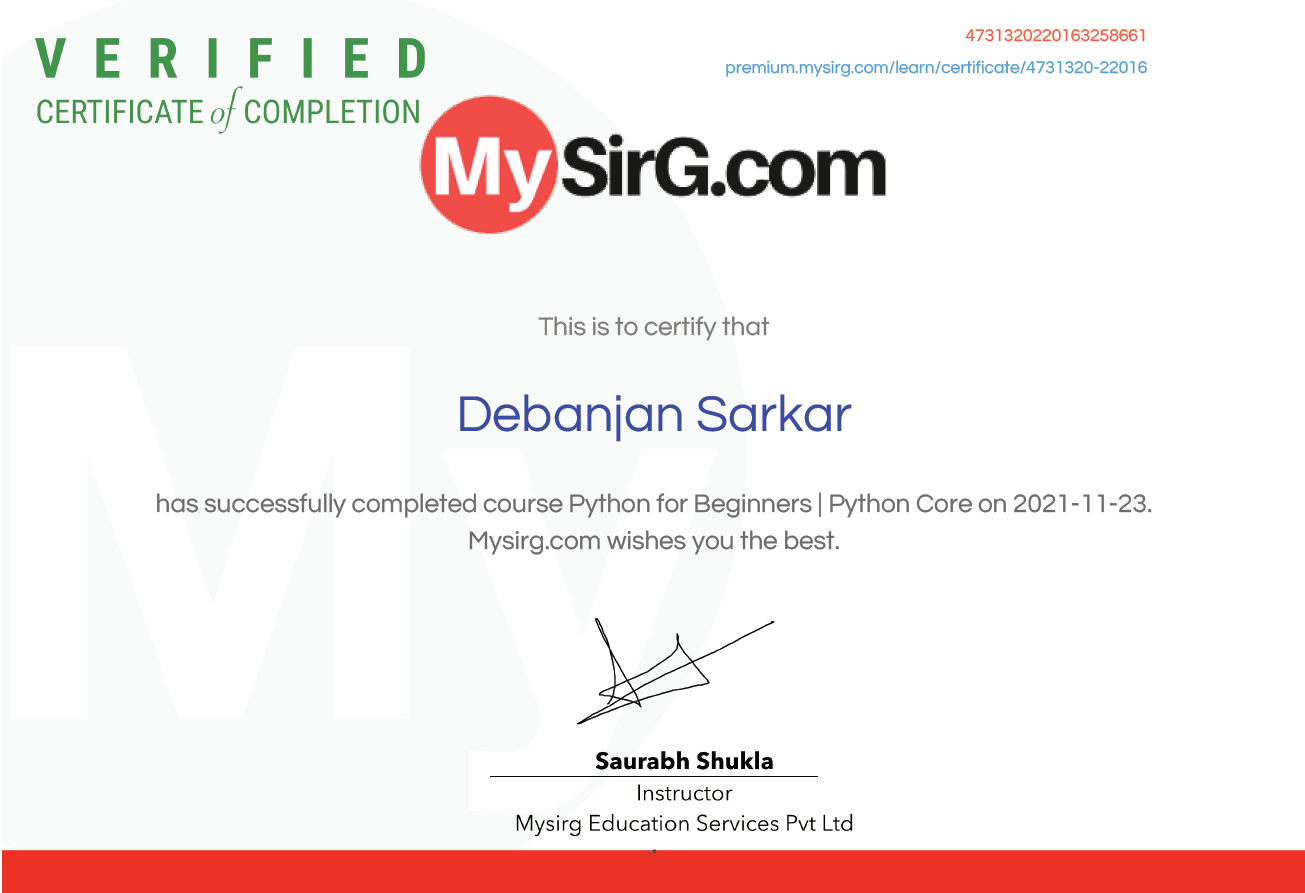 VERIFIED
CERTIFICATE of COMPLETION
4731320220163258661
premium.mysirg.com/learn/certificate/4731320-22016
MySirG.com
This is to certify that
Debanjan Sarkar
has successfully completed course Python for Beginners | Python Core on 2021-11-23.
Mysirg.com wishes you the best.
Saurabh Shukla
Instructor
Mysirg Education Services Pvt Ltd
My